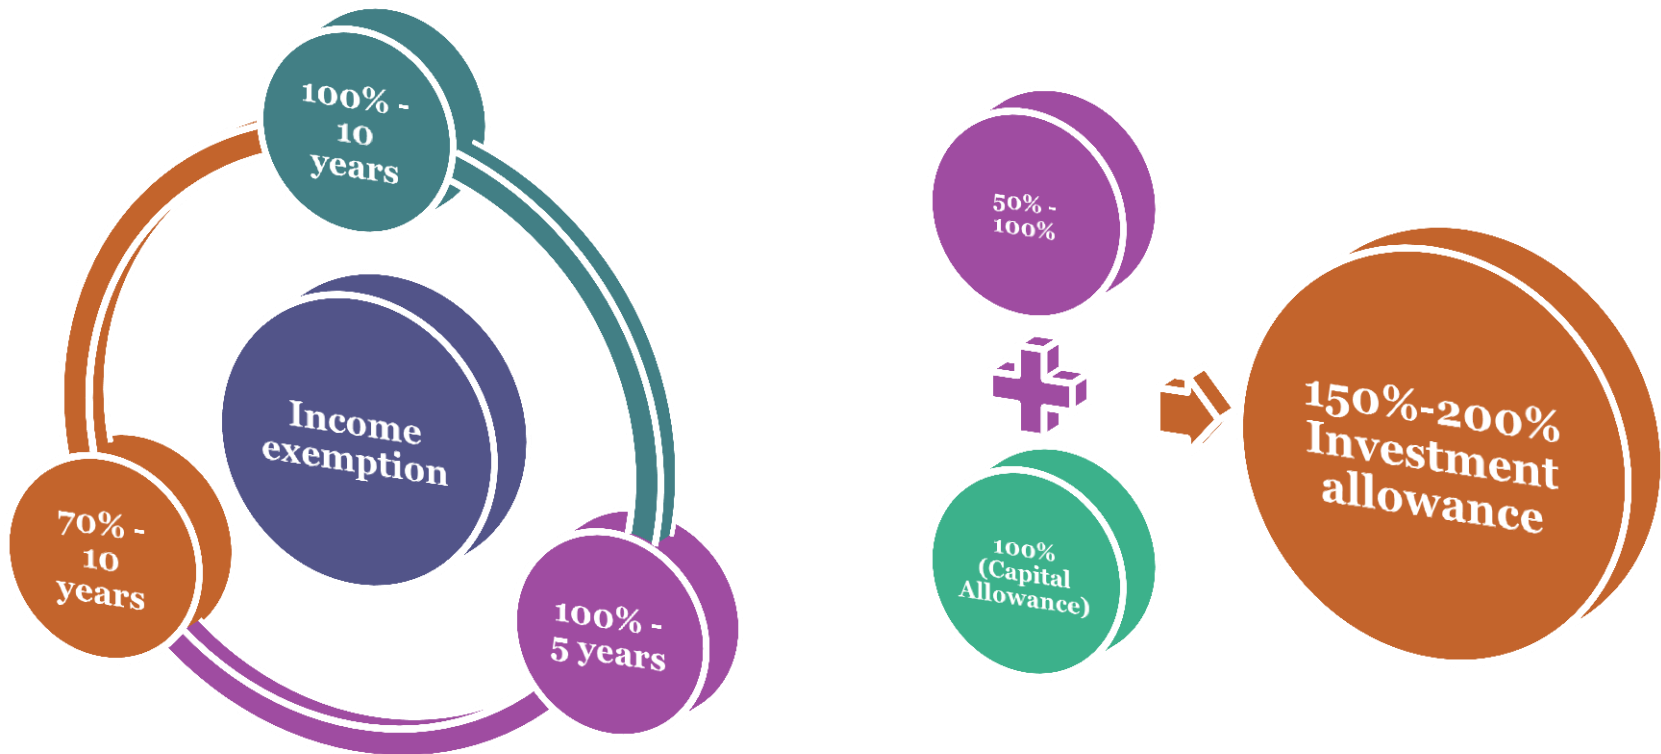 100% -
10
years
Income
exemption
70% -
10
years
100% -
5 years
50% -
100%
100%
(Capital
Allowance)
150%-200%
Investment
allowance